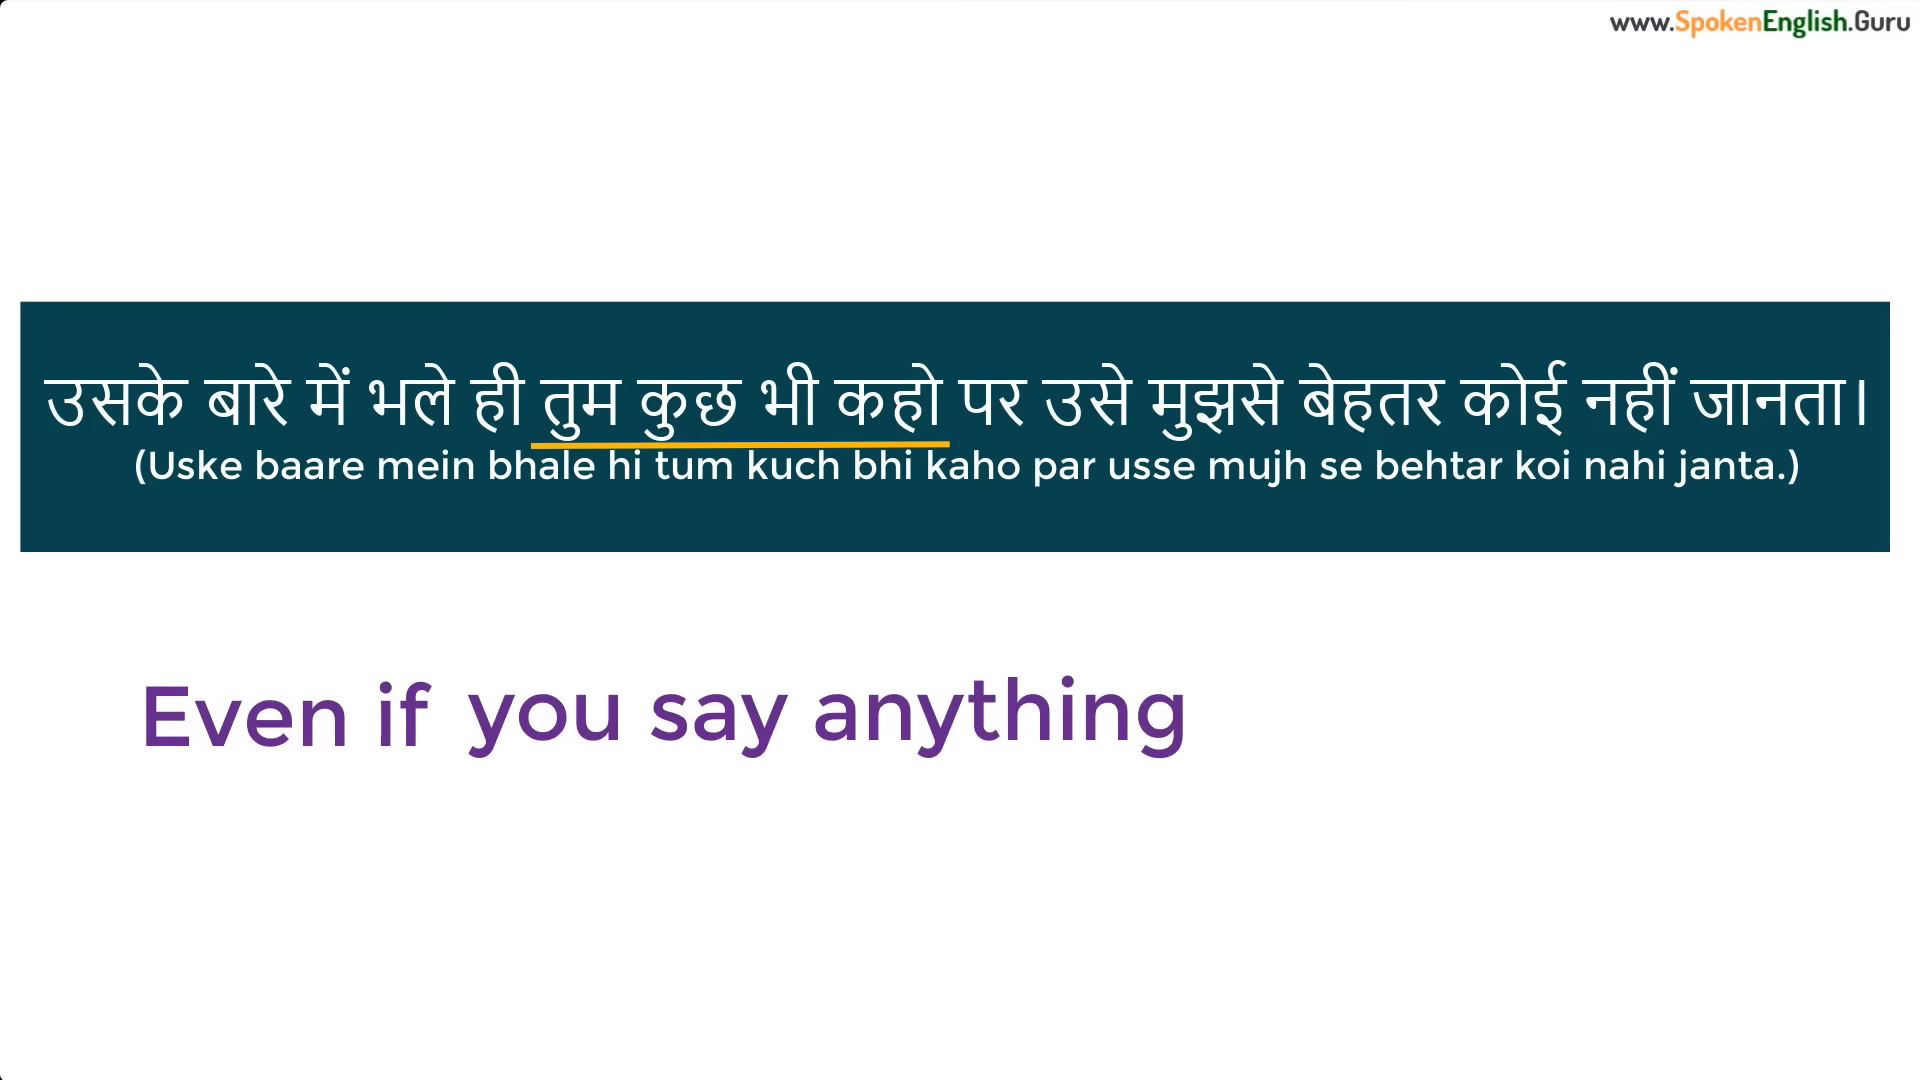 www.SpokenEnglish.Guru
उसके बारे में भले ही तुम कुछ भी कहो पर उसे मुझसे बेहतर कोई नहीं जानता।
(Uske baare mein bhale hi tum kuch bhi kaho par usse mujh se behtar koi nahi janta.)
Even if you say anything